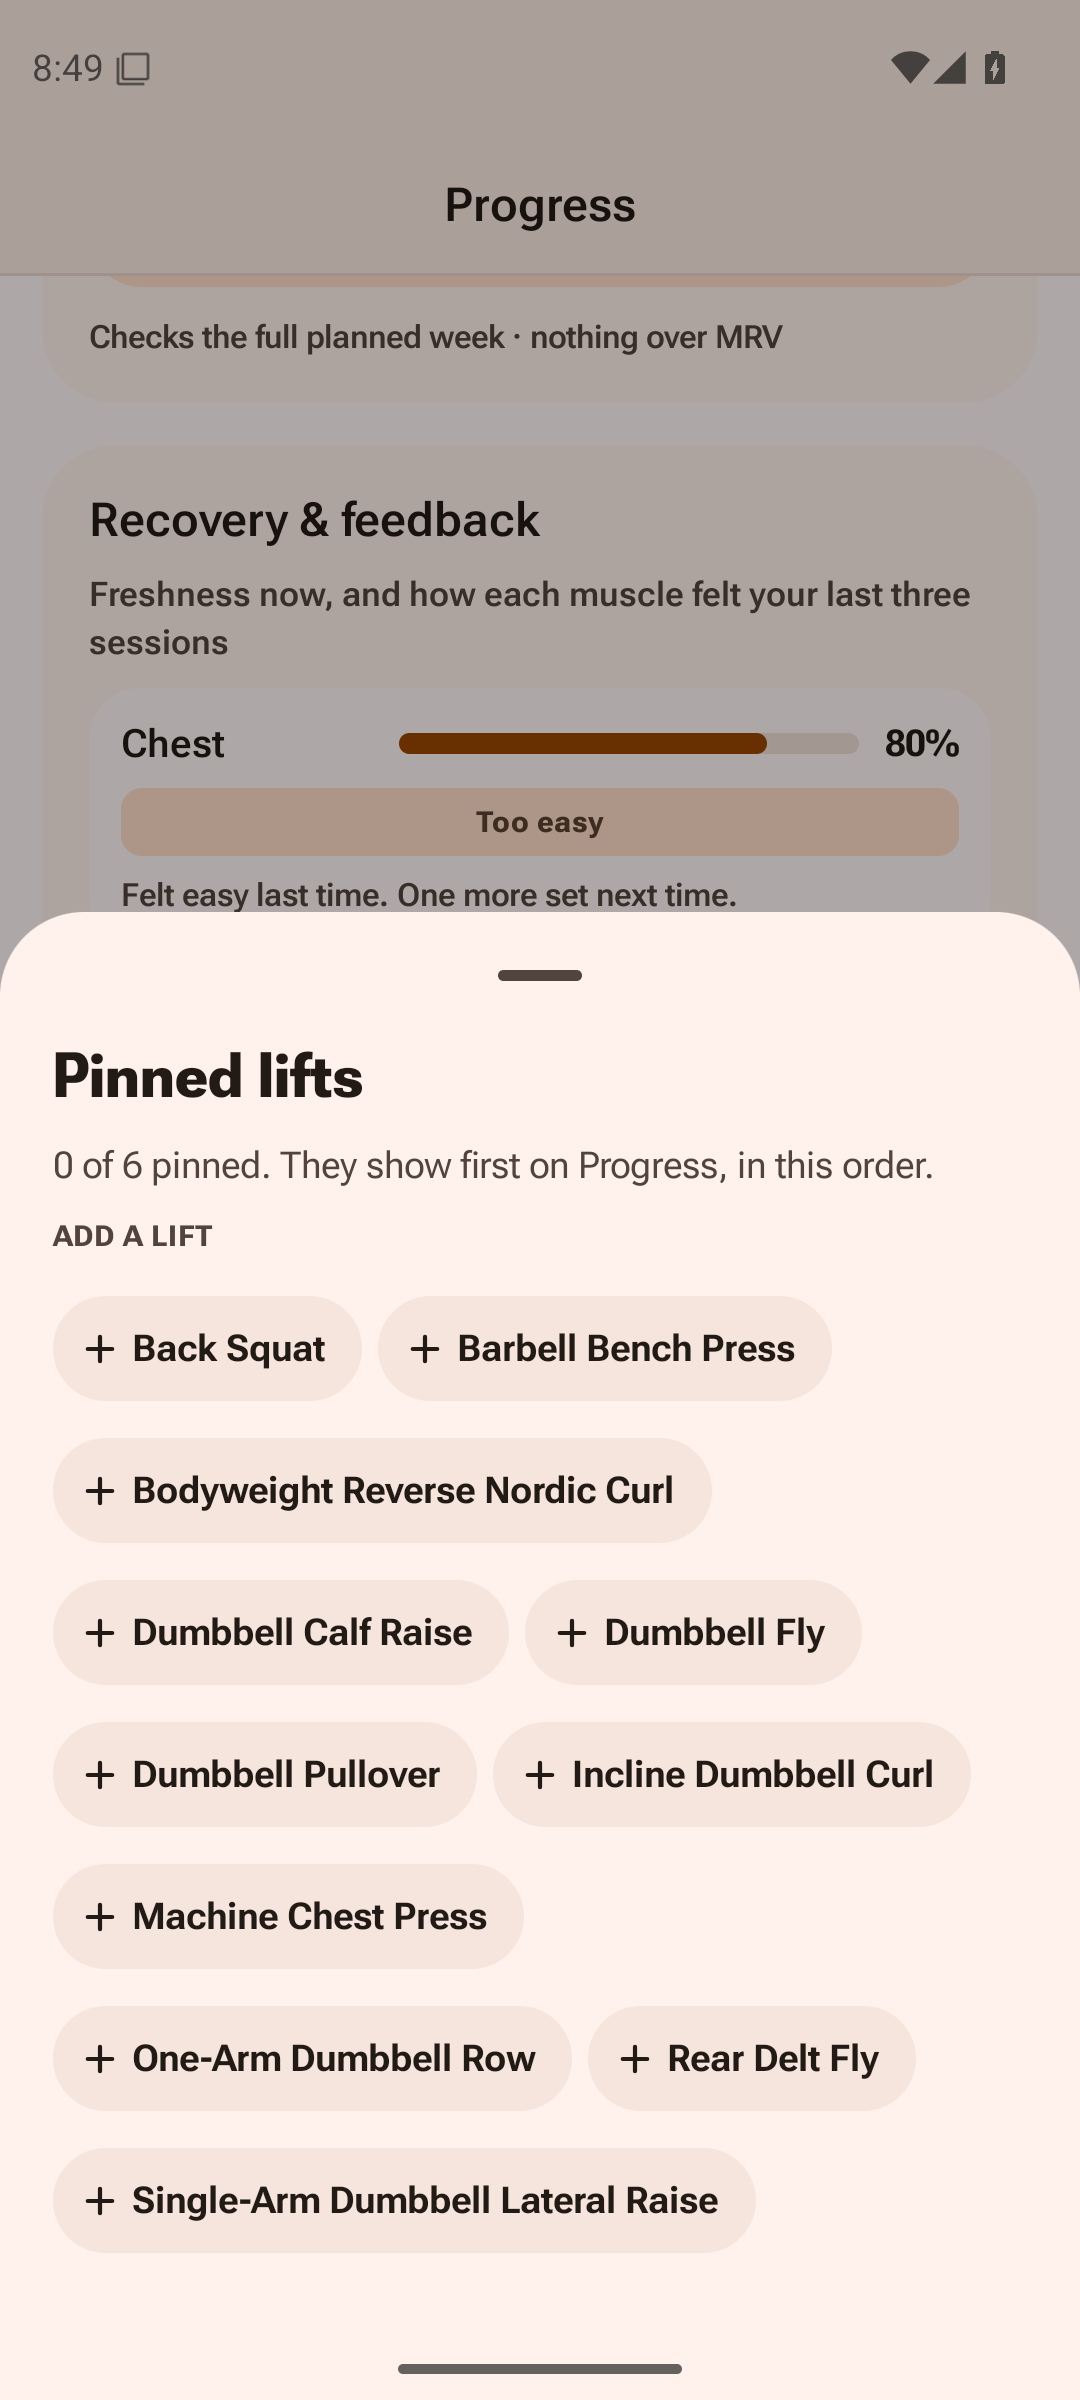 8:49
Progress
Checks the full planned week · nothing over MRV
Recovery & feedback
Freshness now, and how each muscle felt your last three
sessions
Chest 80%
Too easy
Felt easy last time. One more set next time.
Pinned lifts
0 of 6 pinned. They show first on Progress, in this order.
ADD A LIFT
+ Back Squat + Barbell Bench Press
+ Bodyweight Reverse Nordic Curl
+ Dumbbell Calf Raise + Dumbbell Fly
+ Dumbbell Pullover + Incline Dumbbell Curl
+ Machine Chest Press
+ One-Arm Dumbbell Row + Rear Delt Fly
+ Single-Arm Dumbbell Lateral Raise